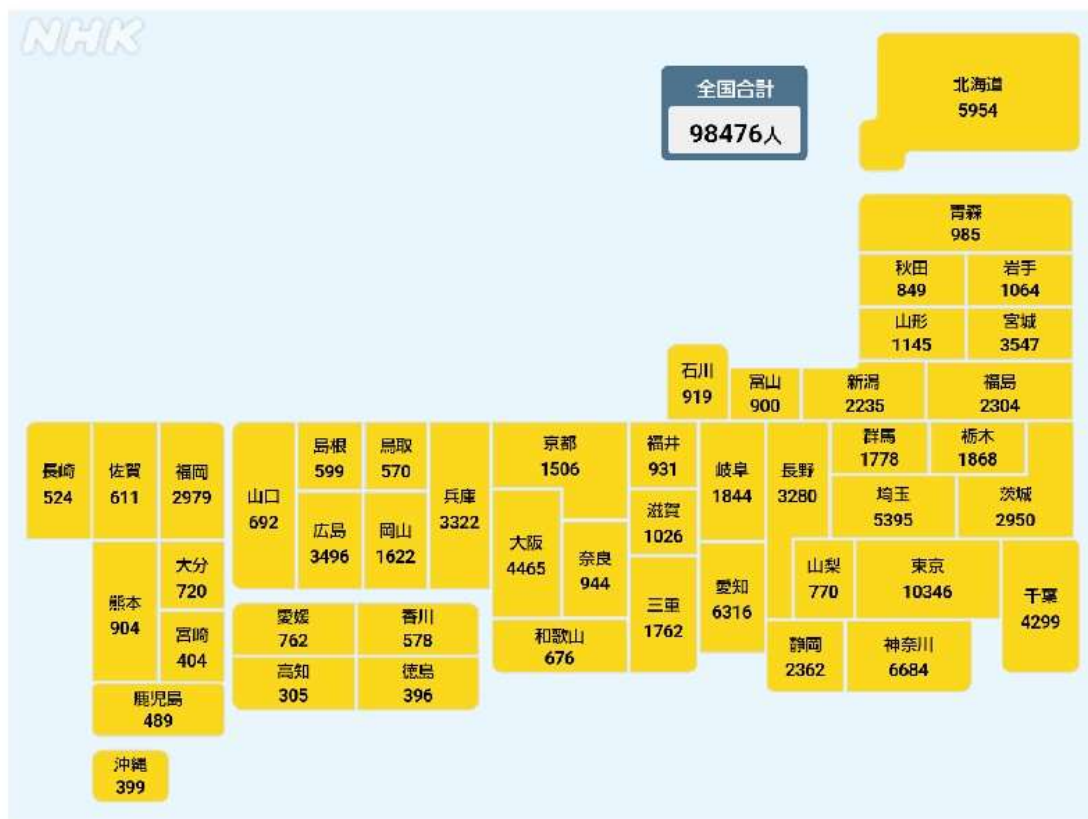 NHK
全国合計
98476人
北海道
5954
青森
985
秋田
849
岩手
1064
山形
1145
宮城
3547
石川
919
富山
900
新潟
2235
福島
2304
長崎
524
佐賀
611
福岡
2979
山口
692
島根
599
鳥取
570
兵庫
3322
京都
1506
福井
931
岐阜
1844
長野
3280
群馬
1778
栃木
1868
広島
3496
岡山
1622
大阪
4465
奈良
944
滋賀
1026
埼玉
5395
茨城
2950
熊本
904
大分
720
宮崎
404
愛媛
762
香川
578
三重
1762
愛知
6316
山梨
770
東京
10346
千葉
4299
高知
305
徳島
396
和歌山
676
静岡
2362
神奈川
6684
鹿児島
489
沖縄
399